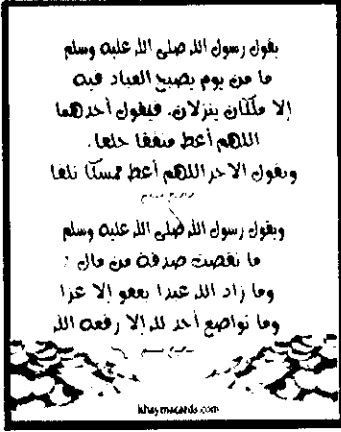 يقول رسول الله صلى الله عليه وسلم
ما من يوم يصبح العباد فيه
إلا ملكان ينزلان. فيقول أحدهما
اللهم أعط منفقا خلفا.
ويقول الاخر اللهم أعط ممسكا تلفا
ويقول رسول الله صلى الله عليه وسلم
ما نقصت صدقة من مال :
وما زاد الله عبدا بعفو إلا عزا
وما تواضع أحد لله إلا رفعه الله
khaymacards.com